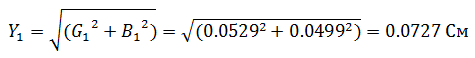 Y₁ = √(G₁² + B₁²) = √(0.0529² + 0.0499²) = 0.0727 См